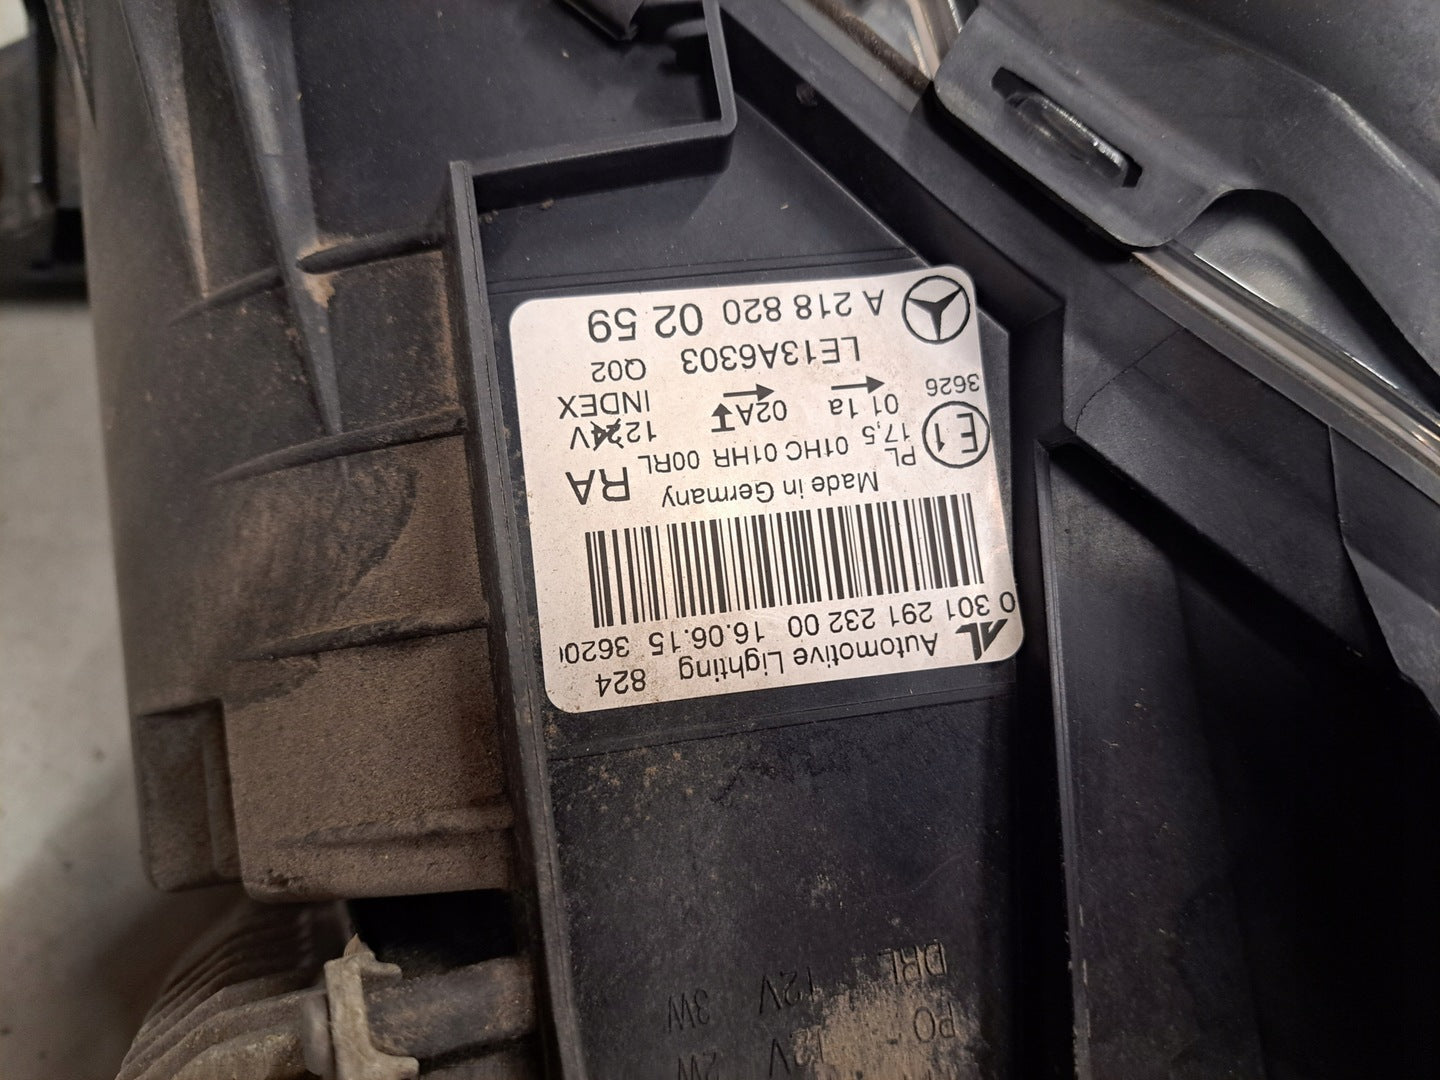 824
Automotive Lighting
AL
0 301 291 232 00 16.06.15 3620
Made in Germany
RA
PL 01HC 01HR 00RL
17,5
E1
1224V
01 1a
02A
INDEX
3626
LE13A6303
Q02
A 218 820 02 59
PO 12V 2W
DRL 12V 3W